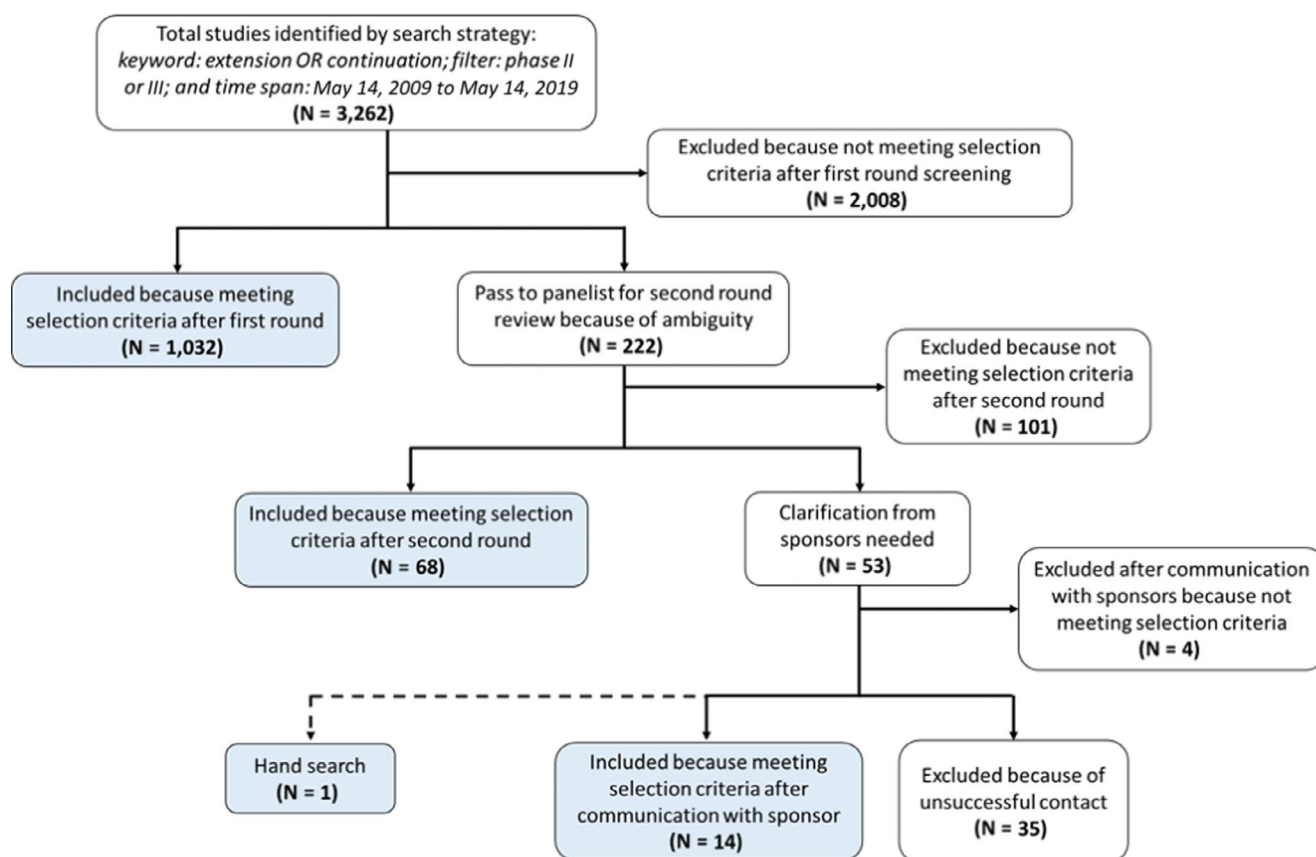 Total studies identified by search strategy:
keyword: extension OR continuation; filter: phase II
or III; and time span: May 14, 2009 to May 14, 2019
(N = 3,262)
Excluded because not meeting selection
criteria after first round screening
(N = 2,008)
Included because meeting
selection criteria after first round
(N = 1,032)
Pass to panelist for second round
review because of ambiguity
(N = 222)
Excluded because not
meeting selection criteria
after second round
(N = 101)
Included because meeting selection
criteria after second round
(N = 68)
Clarification from
sponsors needed
(N = 53)
Excluded after communication
with sponsors because not
meeting selection criteria
(N = 4)
Hand search
(N = 1)
Included because meeting
selection criteria after
communication with sponsor
(N = 14)
Excluded because of
unsuccessful contact
(N = 35)